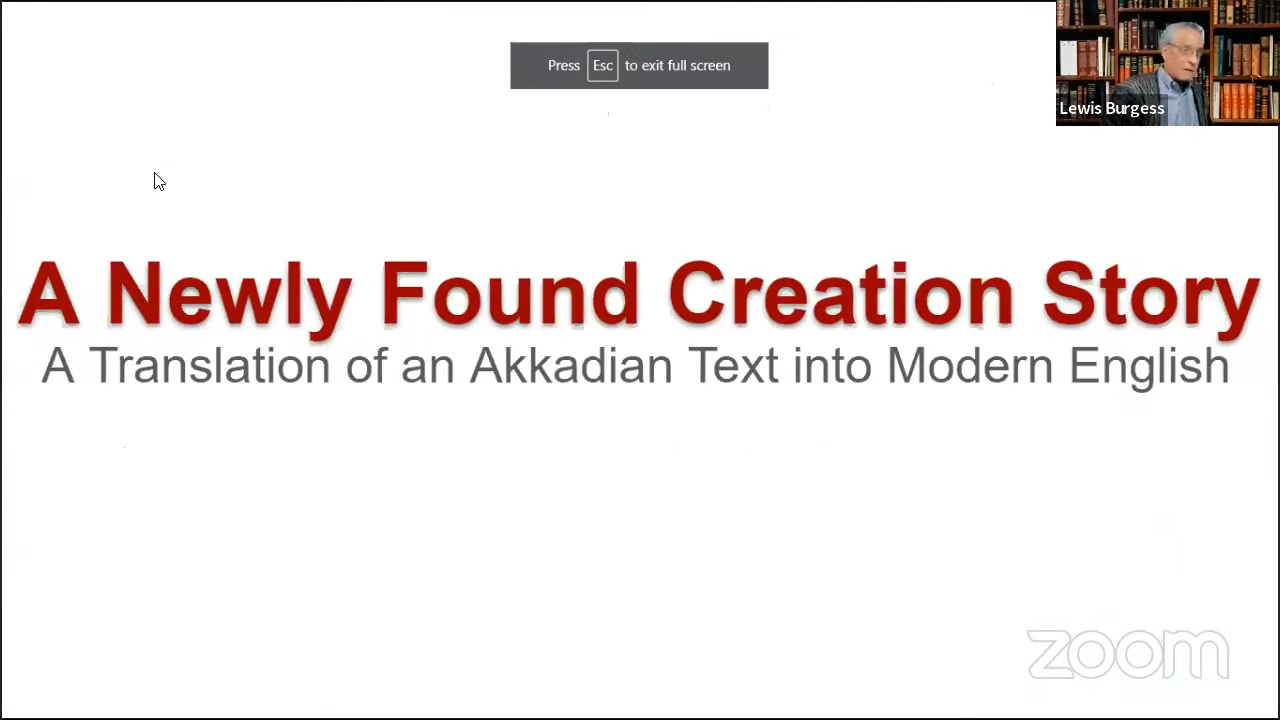 Press Esc to exit full screen
Lewis Burgess
A Newly Found Creation Story
A Translation of an Akkadian Text into Modern English
zoom